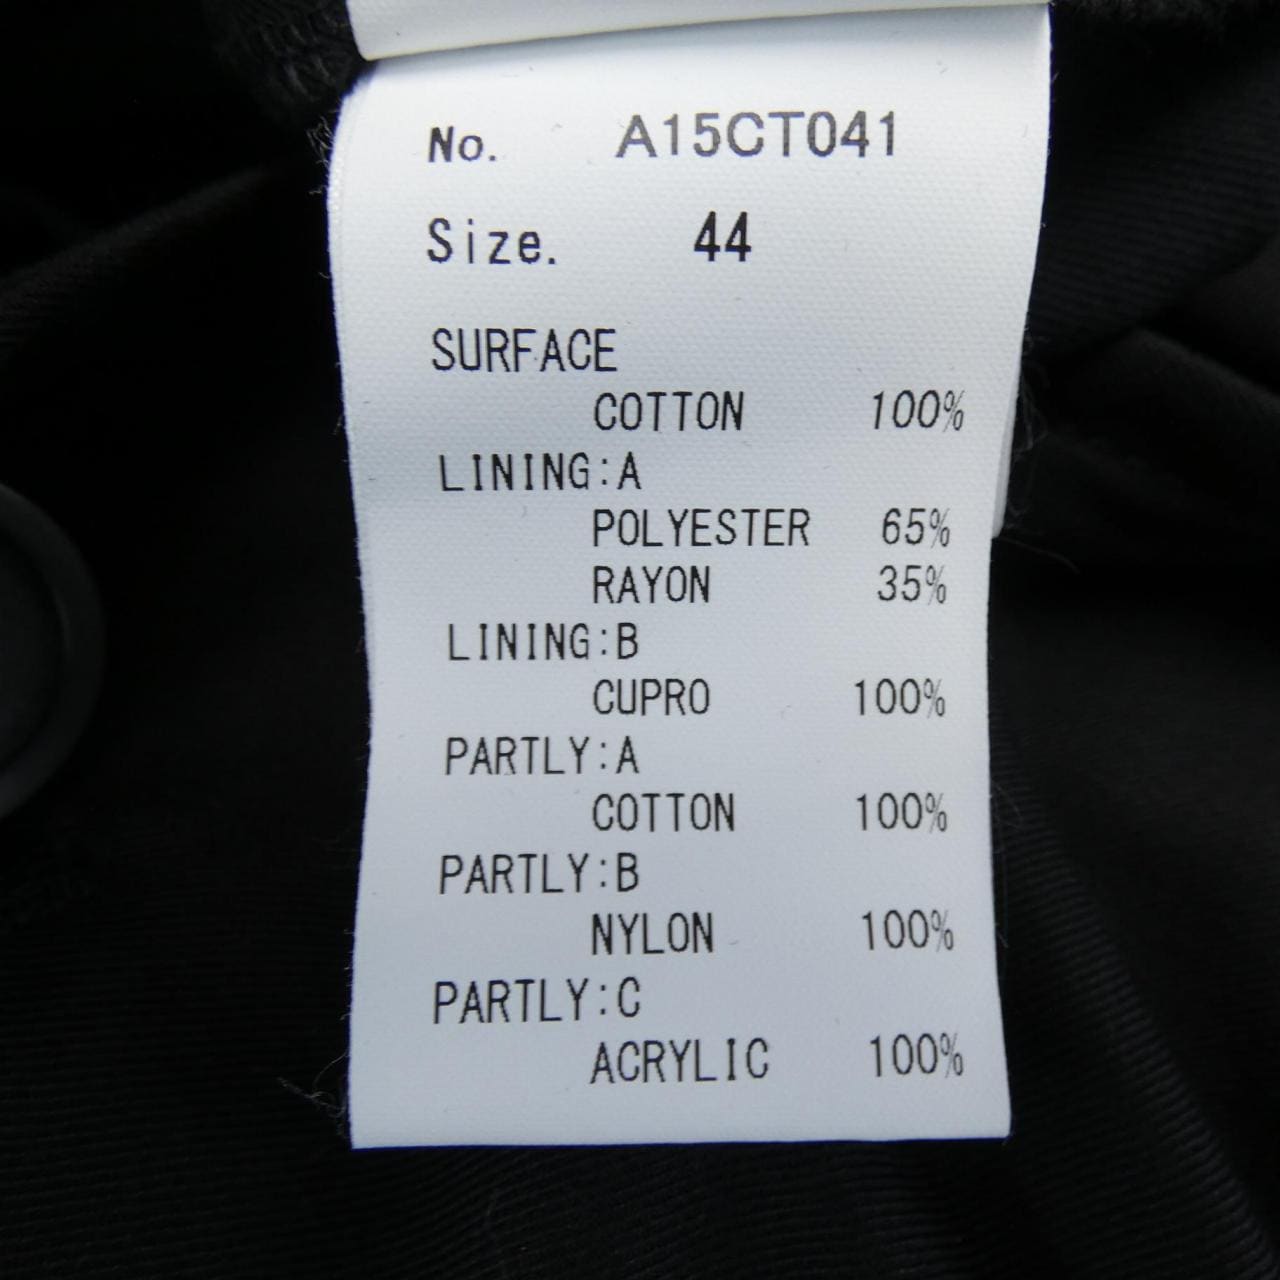 No. A15CT041
Size. 44
SURFACE
COTTON 100%
LINING:A
POLYESTER 65%
RAYON 35%
LINING:B
CUPRO 100%
PARTLY:A
COTTON 100%
PARTLY:B
NYLON 100%
PARTLY:C
ACRYLIC 100%